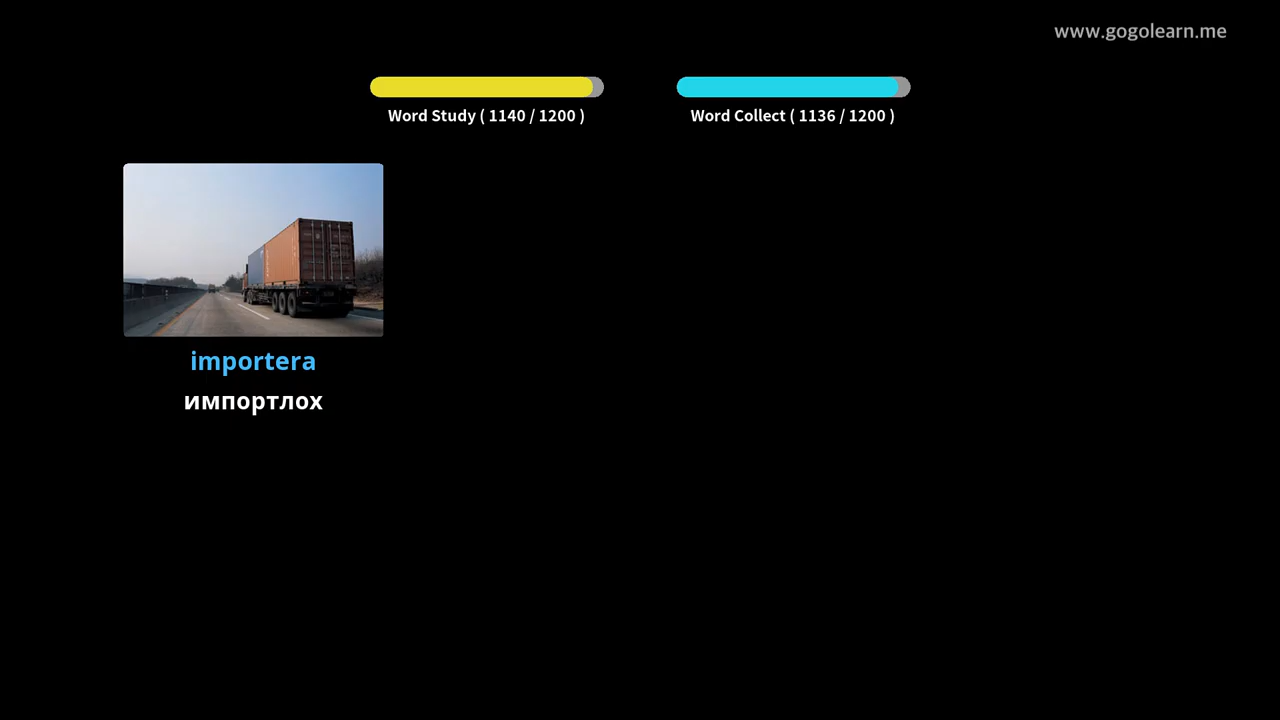 www.gogolearn.me
Word Study ( 1140 / 1200 )
Word Collect ( 1136 / 1200 )
importera
импортлох